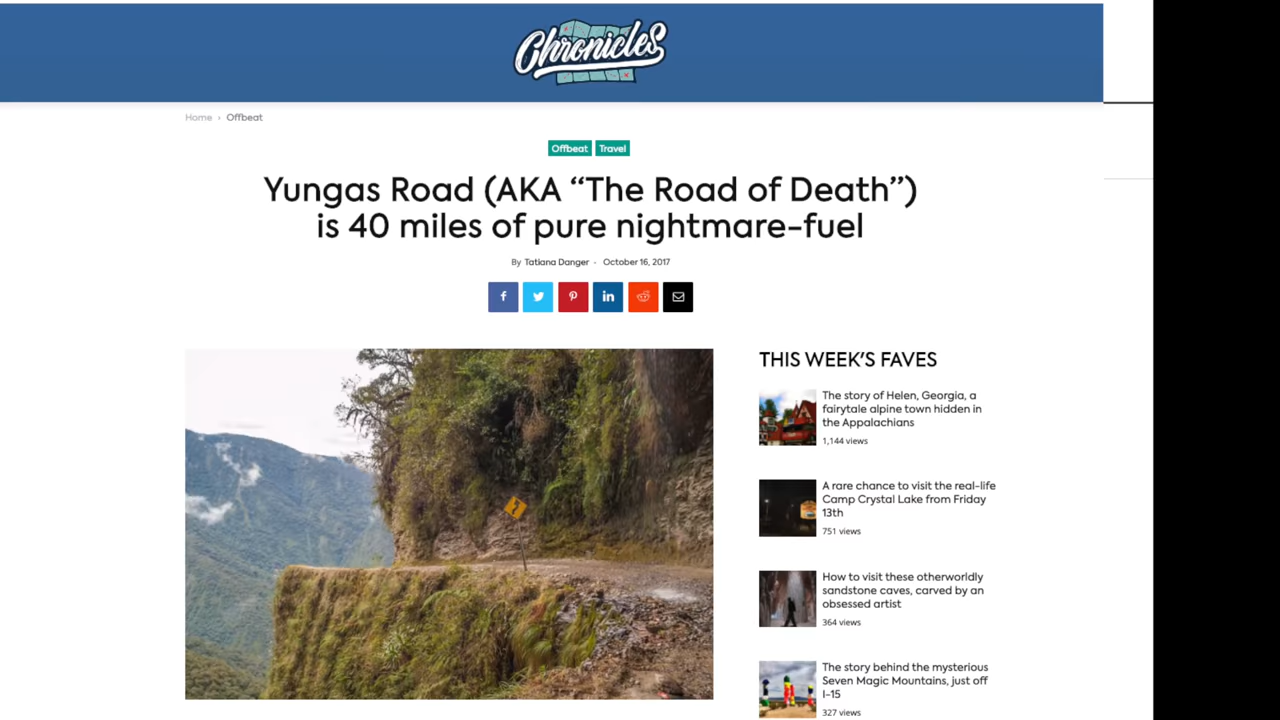 Chronicles
Home › Offbeat
Offbeat Travel
Yungas Road (AKA “The Road of Death”)
is 40 miles of pure nightmare-fuel
By Tatiana Danger - October 16, 2017
THIS WEEK'S FAVES
The story of Helen, Georgia, a
fairytale alpine town hidden in
the Appalachians
1,144 views
A rare chance to visit the real-life
Camp Crystal Lake from Friday
13th
751 views
How to visit these otherworldly
sandstone caves, carved by an
obsessed artist
364 views
The story behind the mysterious
Seven Magic Mountains, just off
I-15
327 views